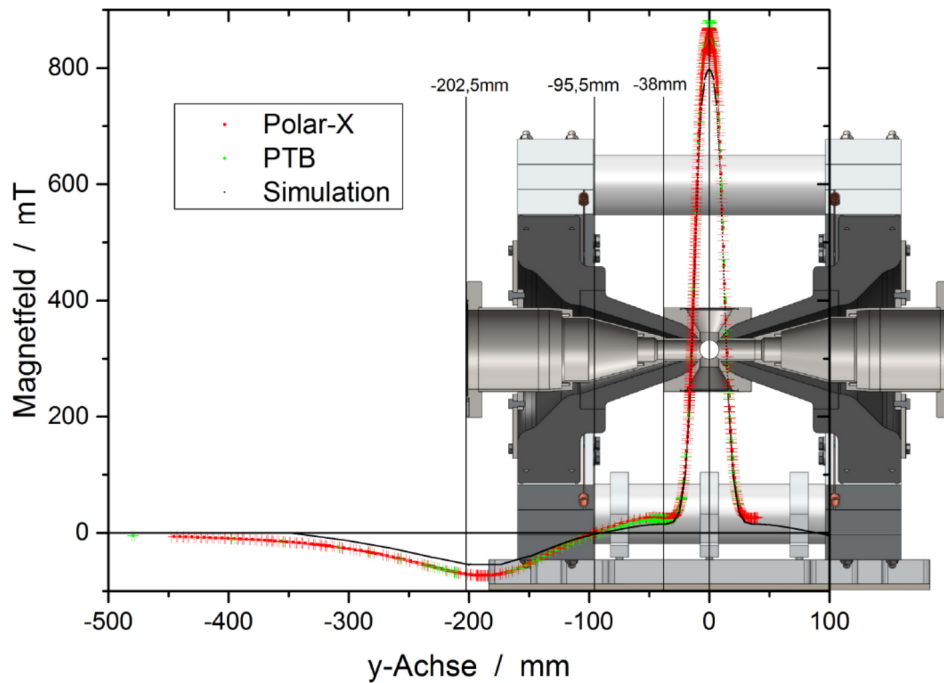 800
600
400
200
0
Magnetfeld / mT
-202,5mm
-95,5mm
-38mm
Polar-X
PTB
Simulation
-500
-400
-300
-200
-100
0
100
y-Achse / mm